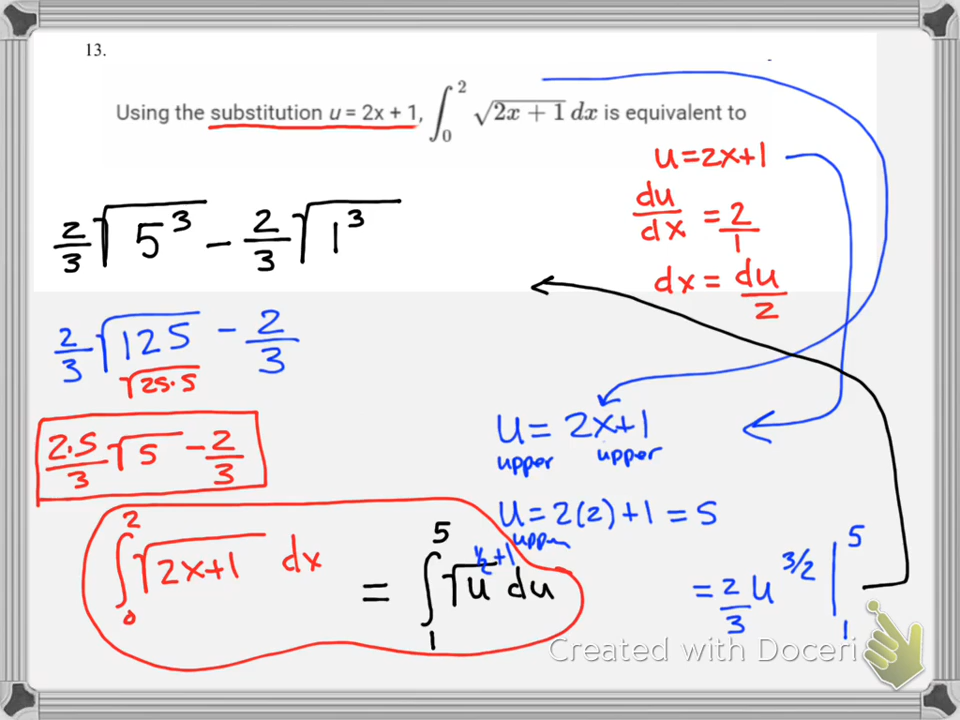 13.
Using the substitution u = 2x + 1, ∫₀² √(2x + 1) dx is equivalent to
u=2x+1
du/dx = 2/1
dx = du/2
2/3 √5³ - 2/3 √1³
2/3 √125 - 2/3
√25·5
2·5/3 √5 - 2/3
u = 2x+1
upper upper
u = 2(2)+1 = 5
upper
∫₀² √(2x+1) dx = ∫₁⁵ √u du
½+1
= 2/3 u^3/2 |₁⁵
Created with Doceri